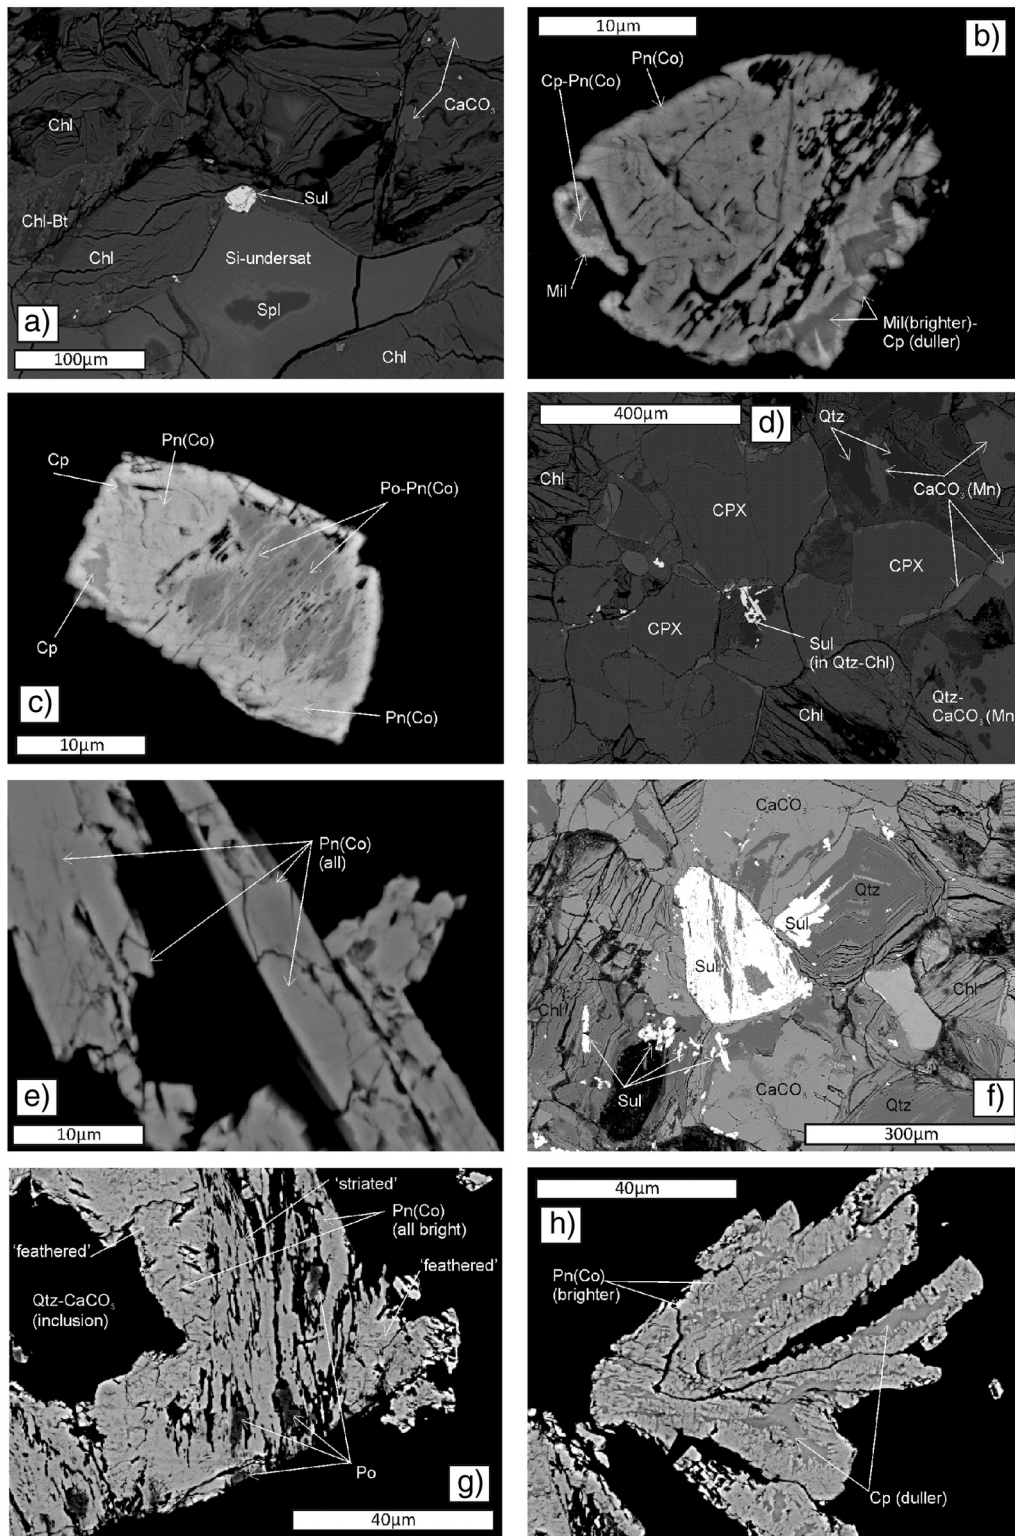 CaCO₃
Chl
Sul
Chl-Bt
Chl
Si-undersat
Spl
a)
Chl
100µm
10µm
b)
Pn(Co)
Cp-Pn(Co)
Mil
Mil(brighter)-
Cp (duller)
Pn(Co)
Cp
Po-Pn(Co)
Cp
c)
Pn(Co)
10µm
400µm
d)
Qtz
Chl
CaCO₃(Mn)
CPX
CPX
CPX
Sul
(in Qtz-Chl)
Chl
Qtz-
CaCO₃(Mn)
Pn(Co)
(all)
e)
10µm
CaCO₃
Qtz
Sul
Sul
Chl
Chl
Sul
CaCO₃
Qtz
f)
300µm
'striated'
Pn(Co)
(all bright)
'feathered'
'feathered'
Qtz-CaCO₃
(inclusion)
Po
g)
40µm
40µm
h)
Pn(Co)
(brighter)
Cp (duller)